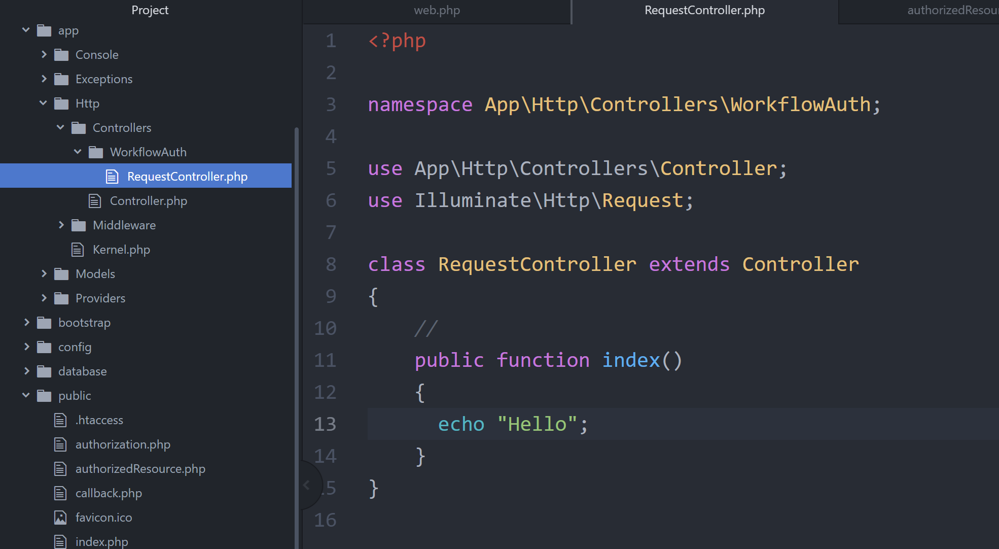 Project
app
Console
Exceptions
Http
Controllers
WorkflowAuth
RequestController.php
Controller.php
Middleware
Kernel.php
Models
Providers
bootstrap
config
database
public
.htaccess
authorization.php
authorizedResource.php
callback.php
favicon.ico
index.php
web.php RequestController.php authorizedResou
1 <?php
2
3 namespace App\Http\Controllers\WorkflowAuth;
4
5 use App\Http\Controllers\Controller;
6 use Illuminate\Http\Request;
7
8 class RequestController extends Controller
9 {
10     //
11     public function index()
12     {
13       echo "Hello";
14     }
15 }
16